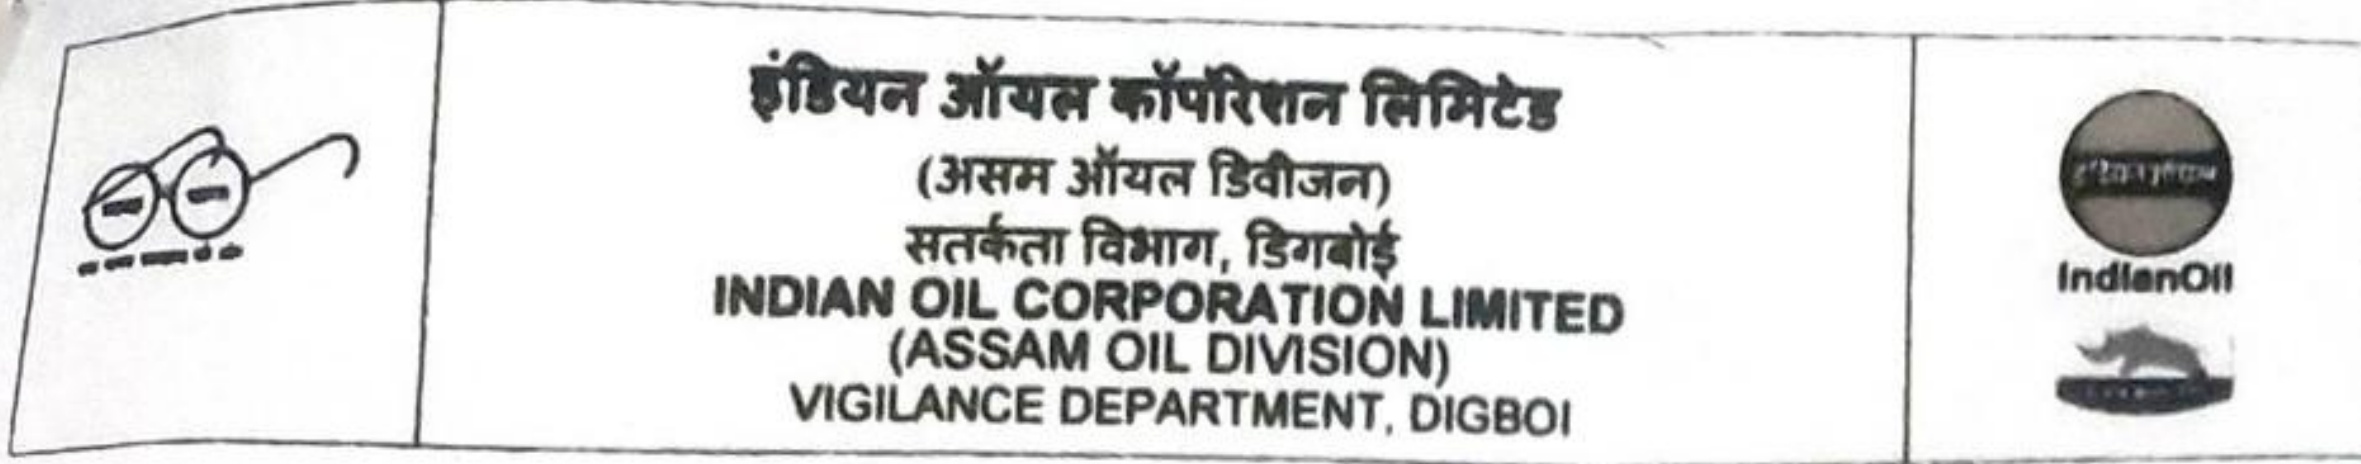 इंडियन ऑयल कॉर्पोरेशन लिमिटेड
(असम ऑयल डिवीजन)
सतर्कता विभाग, डिगबोई
INDIAN OIL CORPORATION LIMITED
(ASSAM OIL DIVISION)
VIGILANCE DEPARTMENT, DIGBOI
IndianOil